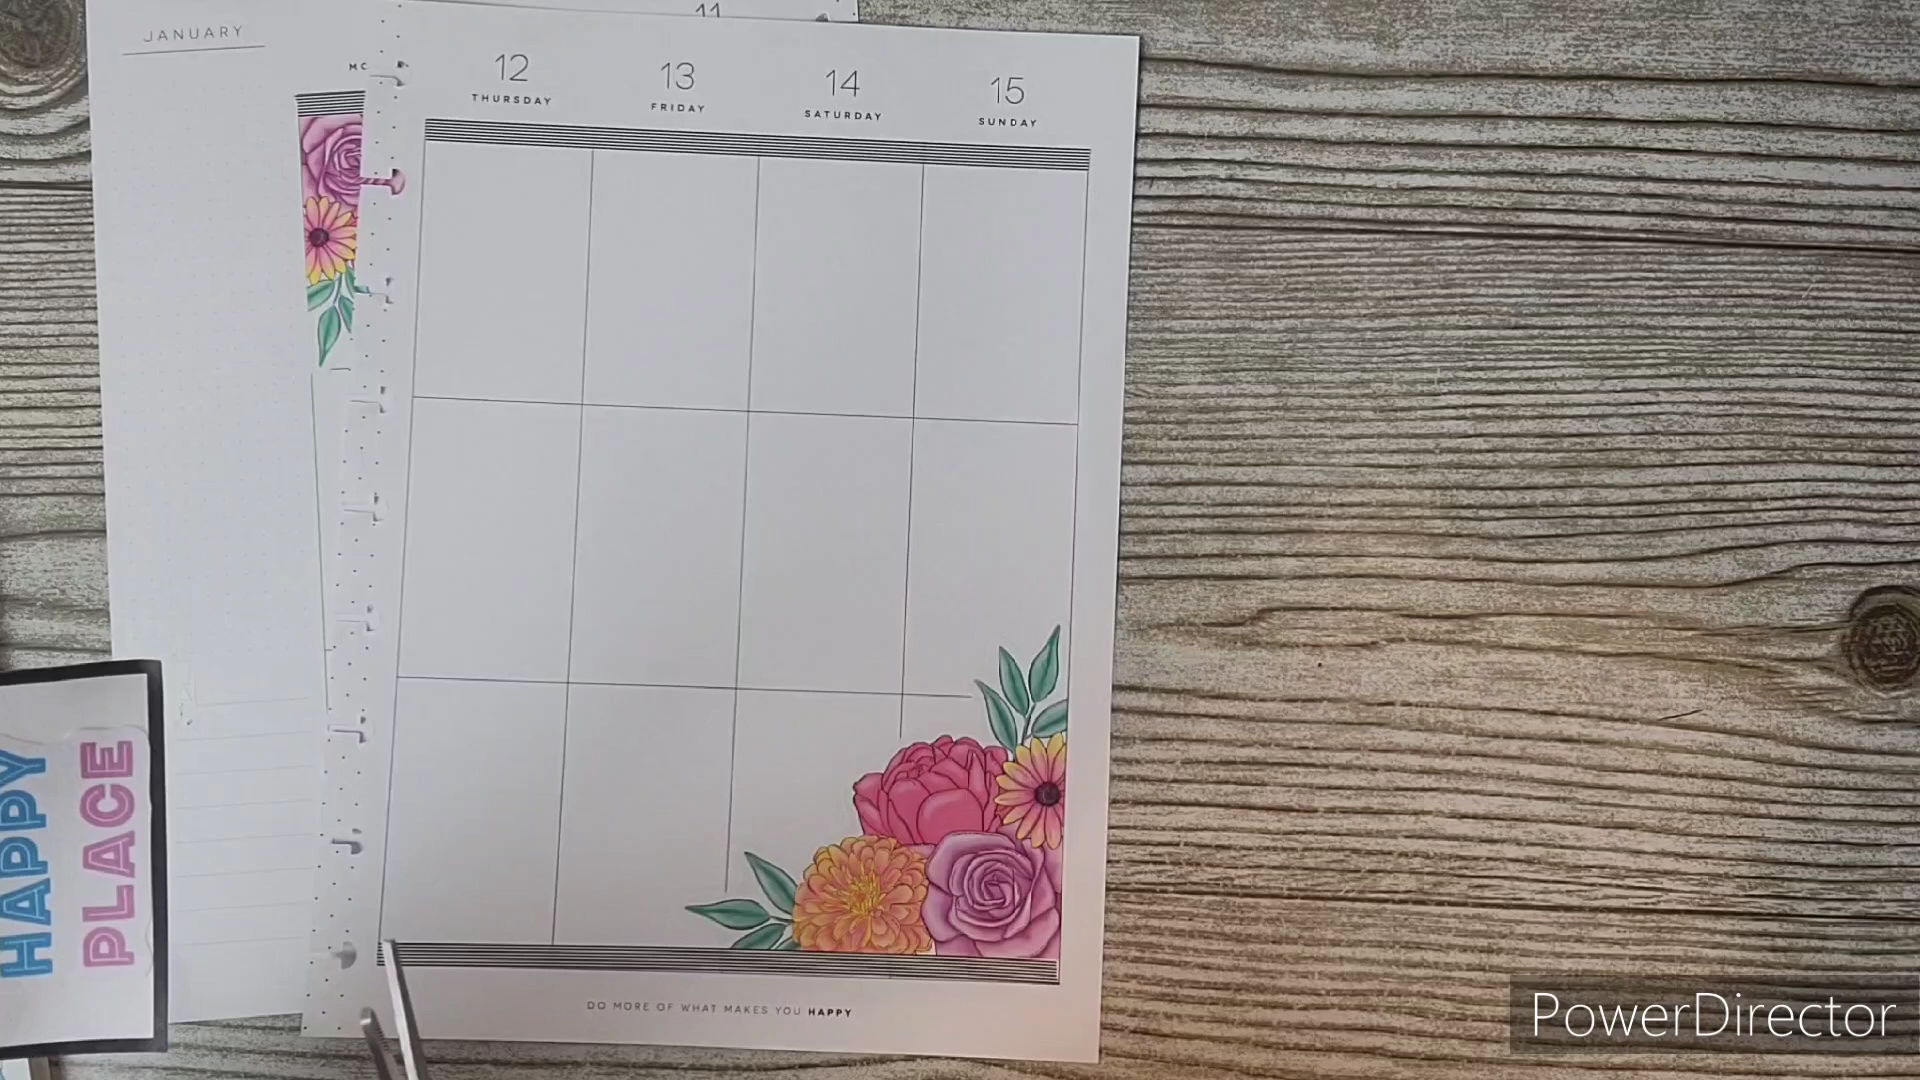 JANUARY
11
12
THURSDAY
13
FRIDAY
14
SATURDAY
15
SUNDAY
HAPPY
PLACE
DO MORE OF WHAT MAKES YOU HAPPY
PowerDirector